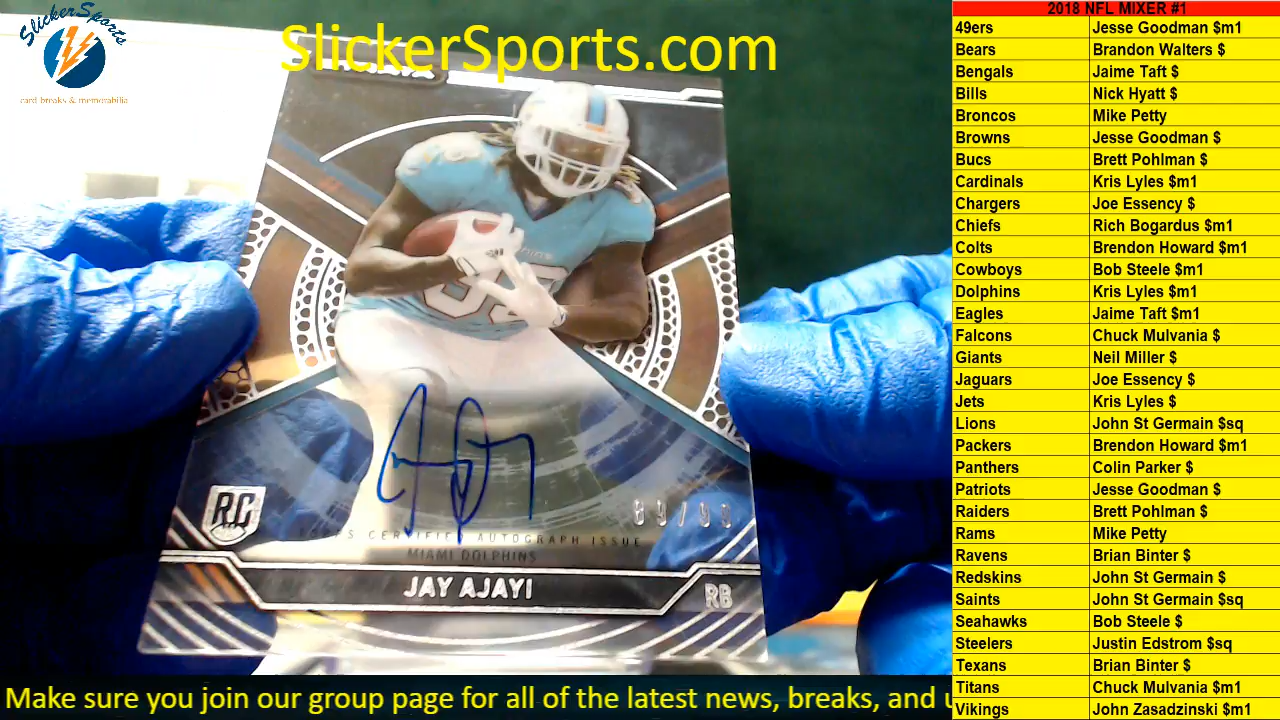 SlickerSports
card breaks & memorabilia
SlickerSports.com
RC
TOPPS CERTIFIED AUTOGRAPH ISSUE
MIAMI DOLPHINS
JAY AJAYI
RB
Make sure you join our group page for all of the latest news, breaks, and
2018 NFL MIXER #1
49ers Jesse Goodman $m1
Bears Brandon Walters $
Bengals Jaime Taft $
Bills Nick Hyatt $
Broncos Mike Petty
Browns Jesse Goodman $
Bucs Brett Pohlman $
Cardinals Kris Lyles $m1
Chargers Joe Essency $
Chiefs Rich Bogardus $m1
Colts Brendon Howard $m1
Cowboys Bob Steele $m1
Dolphins Kris Lyles $m1
Eagles Jaime Taft $m1
Falcons Chuck Mulvania $
Giants Neil Miller $
Jaguars Joe Essency $
Jets Kris Lyles $
Lions John St Germain $sq
Packers Brendon Howard $m1
Panthers Colin Parker $
Patriots Jesse Goodman $
Raiders Brett Pohlman $
Rams Mike Petty
Ravens Brian Binter $
Redskins John St Germain $
Saints John St Germain $sq
Seahawks Bob Steele $
Steelers Justin Edstrom $sq
Texans Brian Binter $
Titans Chuck Mulvania $m1
Vikings John Zasadzinski $m1